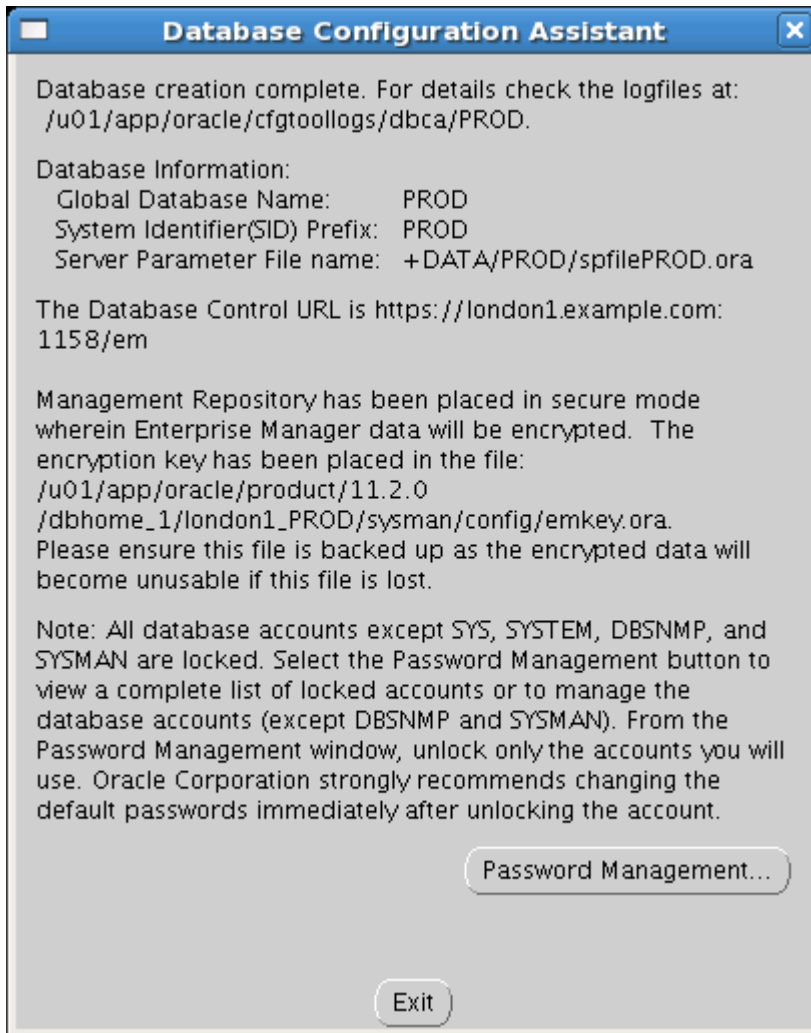 Database Configuration Assistant
Database creation complete. For details check the logfiles at:
/u01/app/oracle/cfgtoollogs/dbca/PROD.
Database Information:
Global Database Name: PROD
System Identifier(SID) Prefix: PROD
Server Parameter File name: +DATA/PROD/spfilePROD.ora
The Database Control URL is https://london1.example.com:
1158/em
Management Repository has been placed in secure mode
wherein Enterprise Manager data will be encrypted. The
encryption key has been placed in the file:
/u01/app/oracle/product/11.2.0
/dbhome_1/london1_PROD/sysman/config/emkey.ora.
Please ensure this file is backed up as the encrypted data will
become unusable if this file is lost.
Note: All database accounts except SYS, SYSTEM, DBSNMP, and
SYSMAN are locked. Select the Password Management button to
view a complete list of locked accounts or to manage the
database accounts (except DBSNMP and SYSMAN). From the
Password Management window, unlock only the accounts you will
use. Oracle Corporation strongly recommends changing the
default passwords immediately after unlocking the account.
Password Management...
Exit